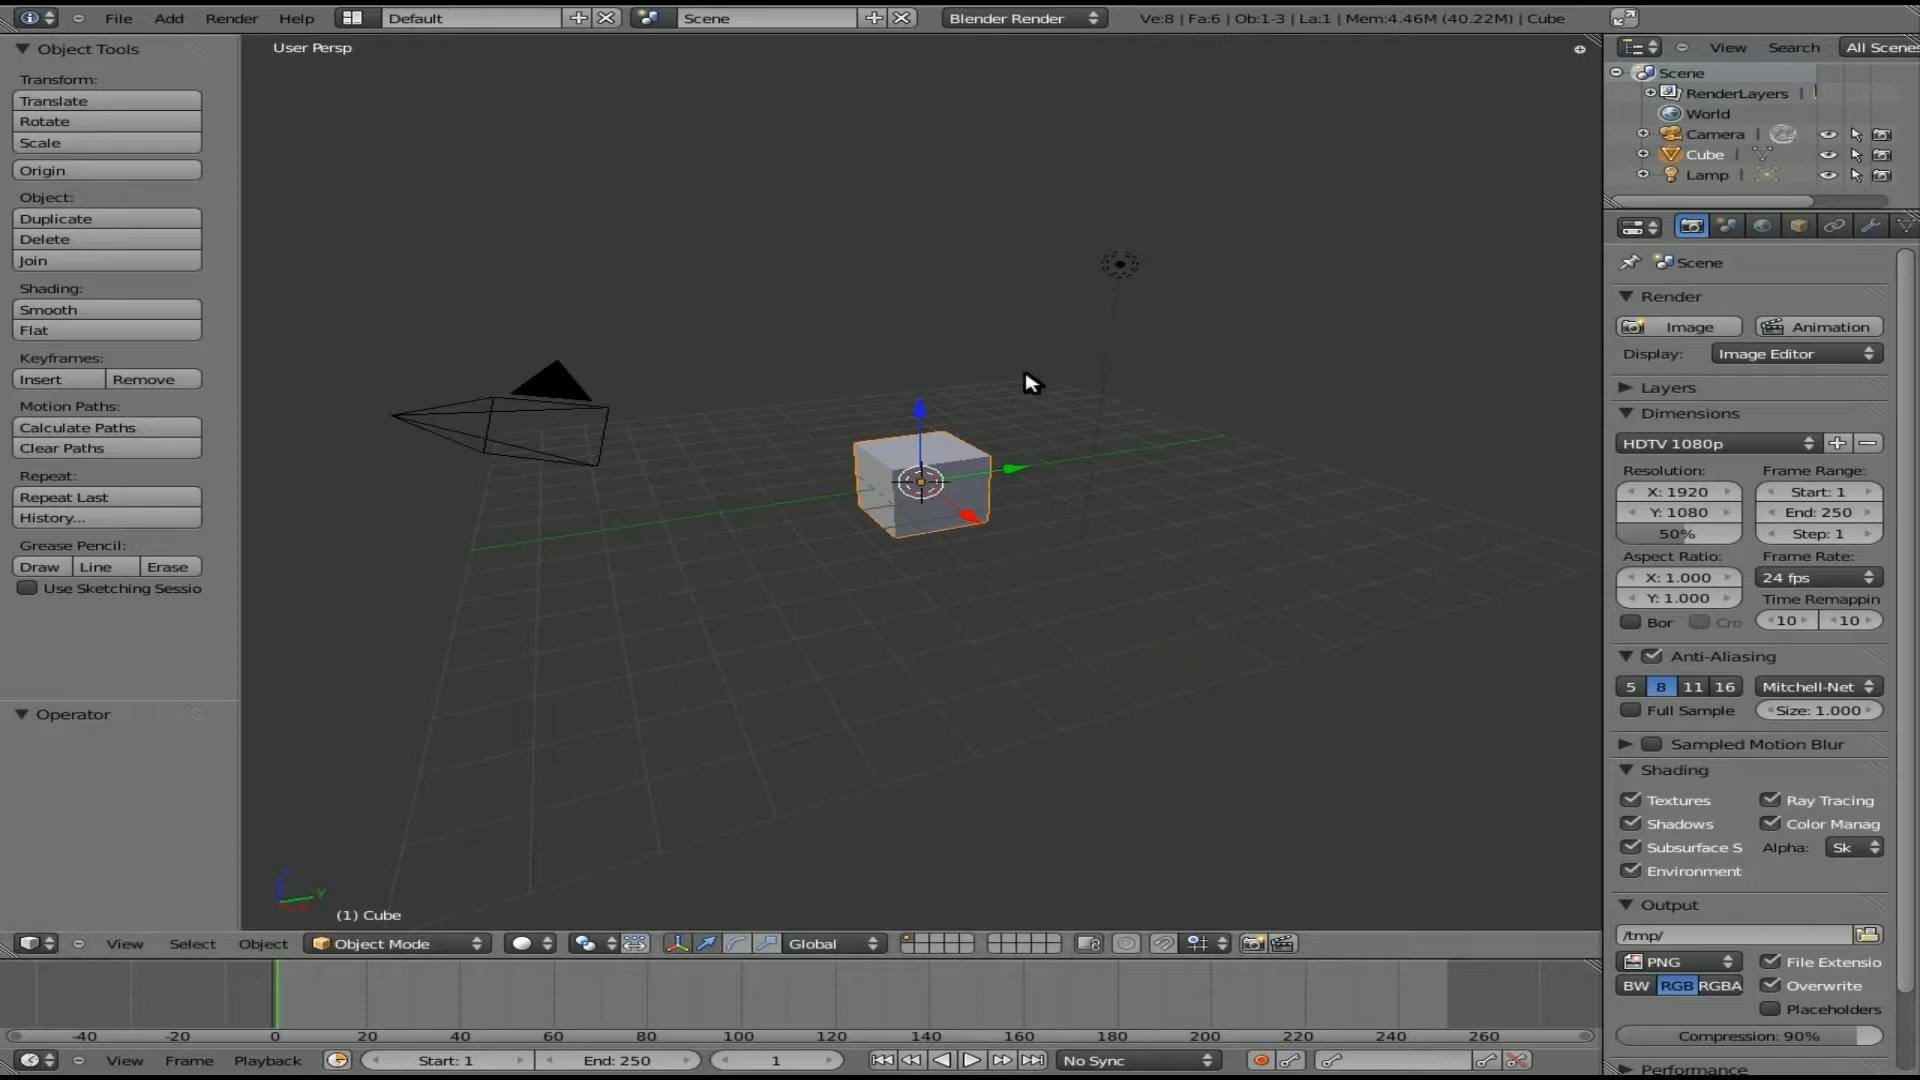 File Add Render Help Default Scene Blender Render Ve:8 | Fa:6 | Ob:1-3 | La:1 | Mem:4.46M (40.22M) | Cube
Object Tools
Transform:
Translate
Rotate
Scale
Origin
Object:
Duplicate
Delete
Join
Shading:
Smooth
Flat
Keyframes:
Insert Remove
Motion Paths:
Calculate Paths
Clear Paths
Repeat:
Repeat Last
History...
Grease Pencil:
Draw Line Erase
Use Sketching Sessio
Operator
User Persp
(1) Cube
View Search All Scene
Scene
RenderLayers |
World
Camera |
Cube |
Lamp |
Scene
Render
Image Animation
Display: Image Editor
Layers
Dimensions
HDTV 1080p
Resolution: Frame Range:
X: 1920 Start: 1
Y: 1080 End: 250
50% Step: 1
Aspect Ratio: Frame Rate:
X: 1.000 24 fps
Y: 1.000 Time Remappin
Bor Cro 10 10
Anti-Aliasing
5 8 11 16 Mitchell-Net
Full Sample Size: 1.000
Sampled Motion Blur
Shading
Textures Ray Tracing
Shadows Color Manag
Subsurface S Alpha: Sk
Environment
Output
/tmp/
PNG File Extensio
BW RGB RGBA Overwrite
Placeholders
Compression: 90%
Performance
View Select Object Object Mode Global
-40 -20 0 20 40 60 80 100 120 140 160 180 200 220 240 260
View Frame Playback Start: 1 End: 250 1 No Sync